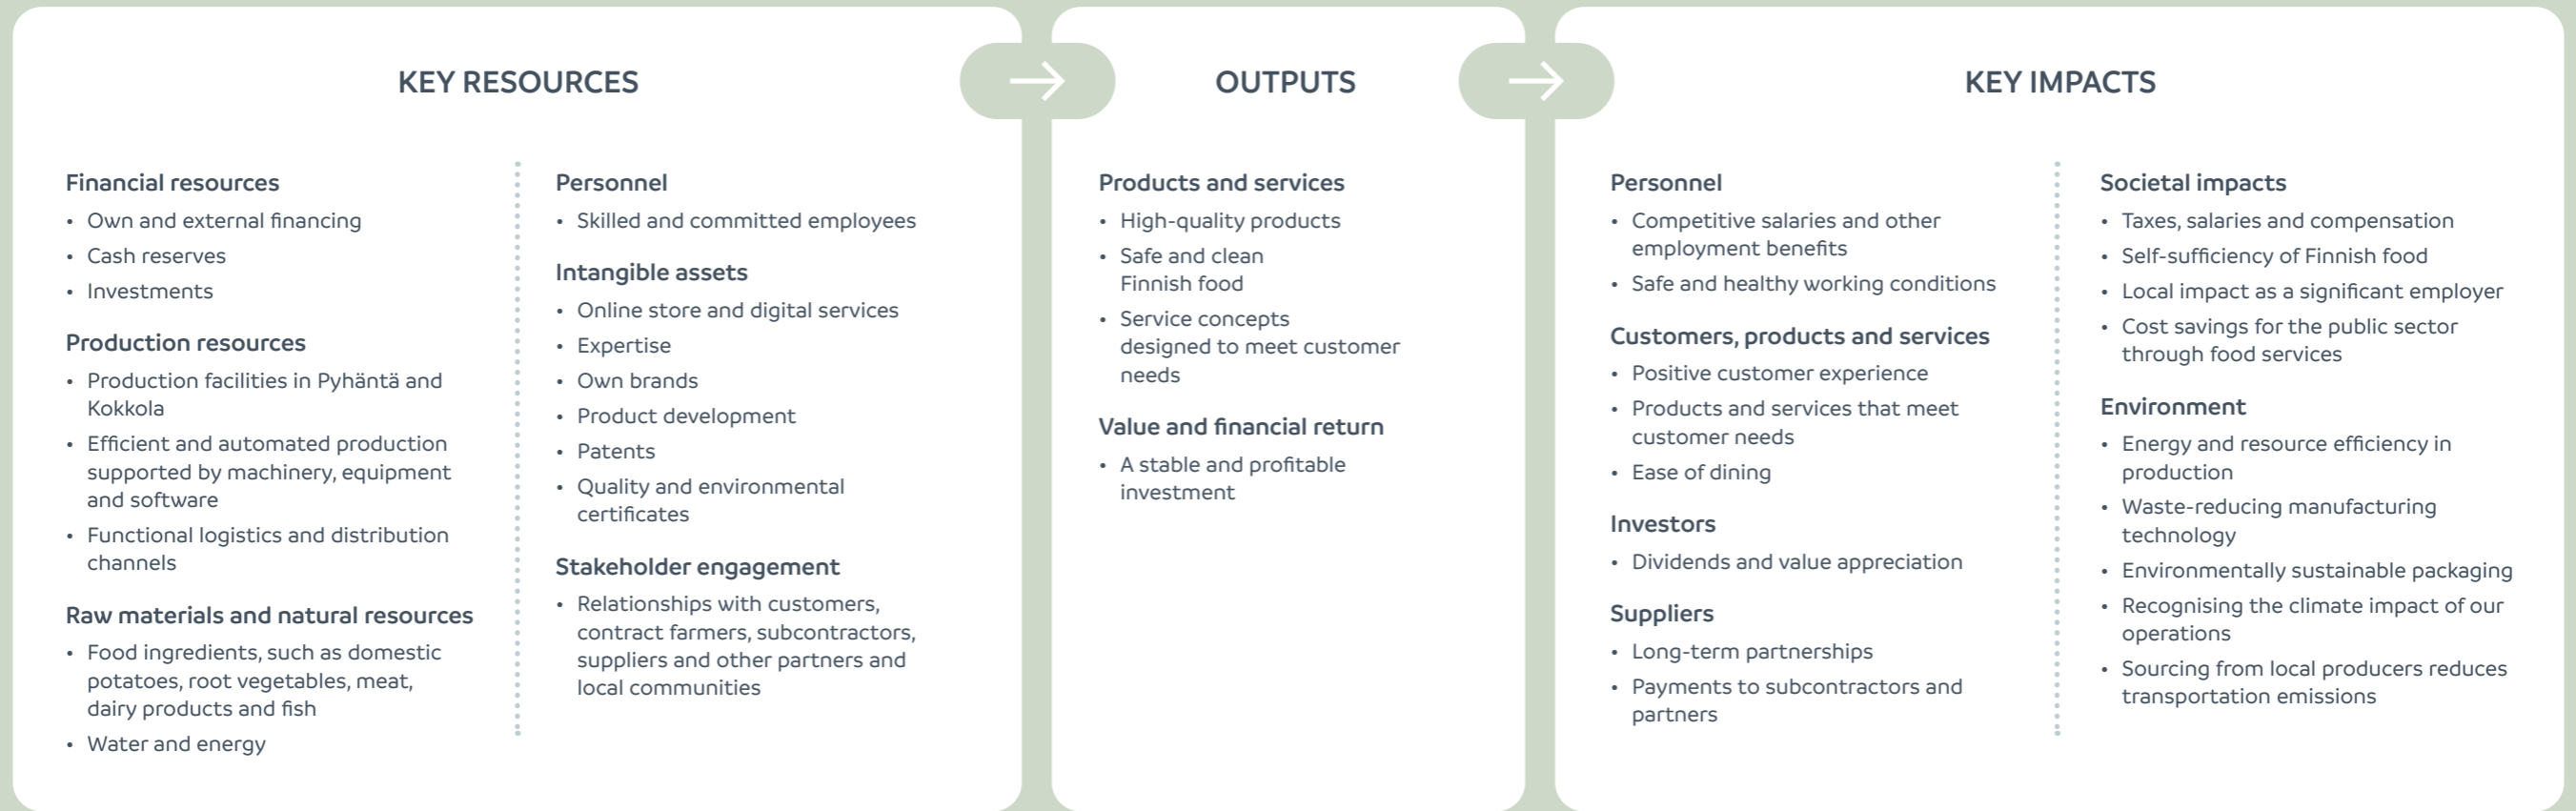 KEY RESOURCES
Financial resources
• Own and external financing
• Cash reserves
• Investments
Production resources
• Production facilities in Pyhäntä and
Kokkola
• Efficient and automated production
supported by machinery, equipment
and software
• Functional logistics and distribution
channels
Raw materials and natural resources
• Food ingredients, such as domestic
potatoes, root vegetables, meat,
dairy products and fish
• Water and energy
Personnel
• Skilled and committed employees
Intangible assets
• Online store and digital services
• Expertise
• Own brands
• Product development
• Patents
• Quality and environmental
certificates
Stakeholder engagement
• Relationships with customers,
contract farmers, subcontractors,
suppliers and other partners and
local communities
OUTPUTS
Products and services
• High-quality products
• Safe and clean
Finnish food
• Service concepts
designed to meet customer
needs
Value and financial return
• A stable and profitable
investment
KEY IMPACTS
Personnel
• Competitive salaries and other
employment benefits
• Safe and healthy working conditions
Customers, products and services
• Positive customer experience
• Products and services that meet
customer needs
• Ease of dining
Investors
• Dividends and value appreciation
Suppliers
• Long-term partnerships
• Payments to subcontractors and
partners
Societal impacts
• Taxes, salaries and compensation
• Self-sufficiency of Finnish food
• Local impact as a significant employer
• Cost savings for the public sector
through food services
Environment
• Energy and resource efficiency in
production
• Waste-reducing manufacturing
technology
• Environmentally sustainable packaging
• Recognising the climate impact of our
operations
• Sourcing from local producers reduces
transportation emissions